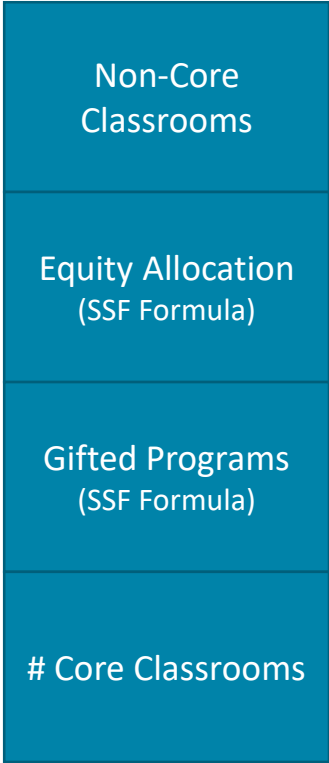 Non-Core
Classrooms
Equity Allocation
(SSF Formula)
Gifted Programs
(SSF Formula)
# Core Classrooms